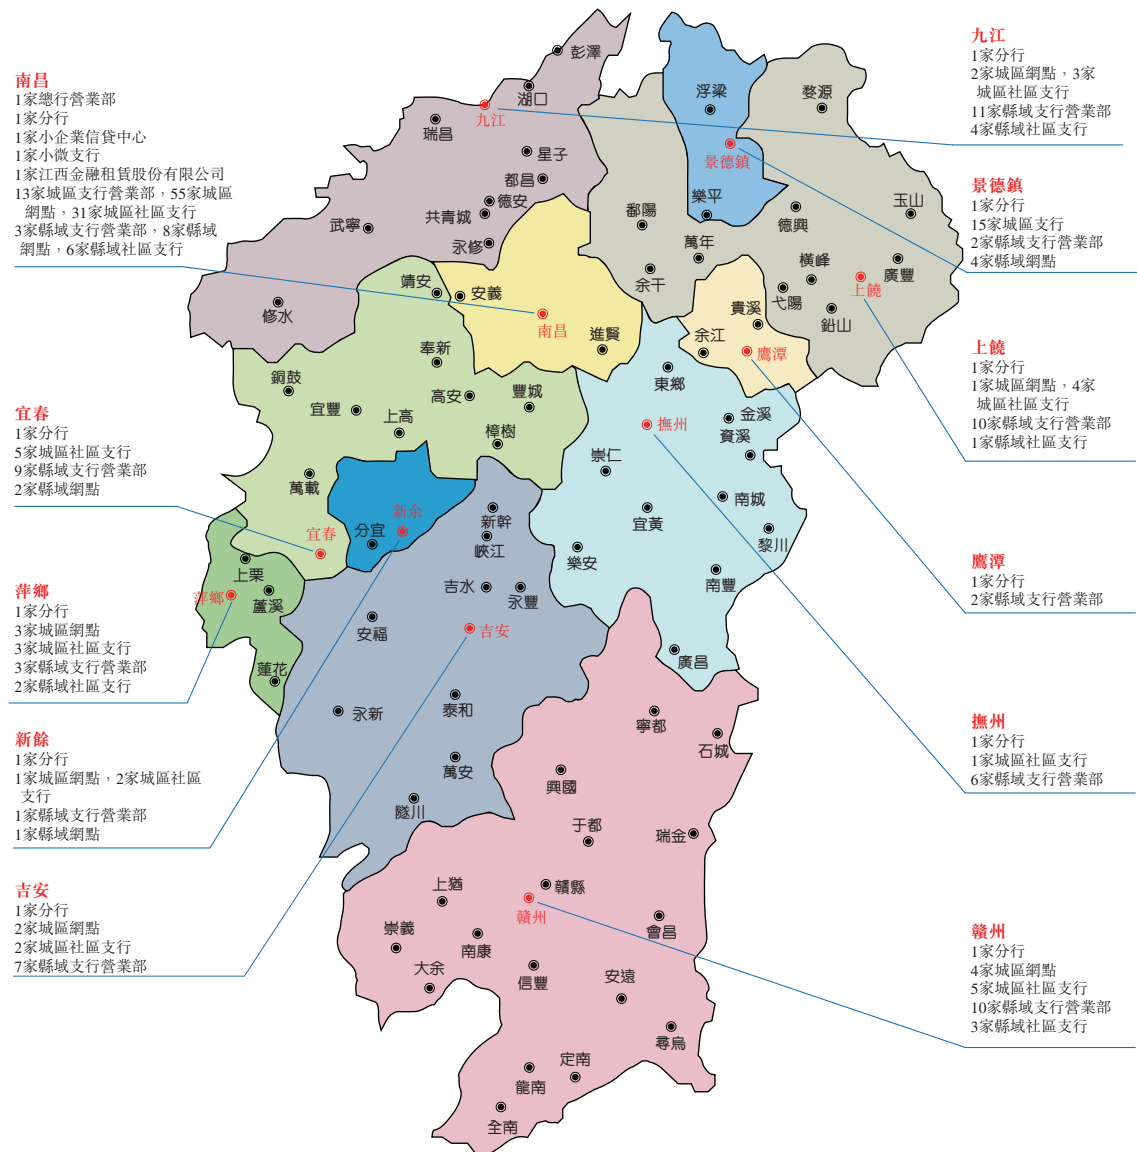 南昌
1家總行營業部
1家分行
1家小企業信貸中心
1家小微支行
1家江西金融租賃股份有限公司
13家城區支行營業部，55家城區
網點，31家城區社區支行
3家縣域支行營業部，8家縣域
網點，6家縣域社區支行
宜春
1家分行
5家城區社區支行
9家縣域支行營業部
2家縣域網點
萍鄉
1家分行
3家城區網點
3家城區社區支行
3家縣域支行營業部
2家縣域社區支行
新餘
1家分行
1家城區網點，2家城區社區
支行
1家縣域支行營業部
1家縣域網點
吉安
1家分行
2家城區網點
2家城區社區支行
7家縣域支行營業部
彭澤
湖口
九江
瑞昌
星子
都昌
德安
共青城
武寧
永修
修水
浮梁
婺源
景德鎮
樂平
鄱陽
德興
玉山
萬年
橫峰
廣豐
余干
弋陽
上饒
鉛山
靖安
安義
南昌
進賢
貴溪
余江
鷹潭
奉新
銅鼓
宜豐
高安
豐城
上高
樟樹
萬載
宜春
東鄉
金溪
撫州
資溪
崇仁
南城
宜黃
黎川
樂安
南豐
廣昌
新余
分宜
上栗
萍鄉
蘆溪
蓮花
新幹
峽江
吉水
永豐
安福
吉安
永新
泰和
萬安
隧川
寧都
石城
興國
于都
瑞金
贛縣
上猶
贛州
會昌
崇義
南康
大余
信豐
安遠
尋烏
定南
龍南
全南
九江
1家分行
2家城區網點，3家
城區社區支行
11家縣域支行營業部
4家縣域社區支行
景德鎮
1家分行
15家城區支行
2家縣域支行營業部
4家縣域網點
上饒
1家分行
1家城區網點，4家
城區社區支行
10家縣域支行營業部
1家縣域社區支行
鷹潭
1家分行
2家縣域支行營業部
撫州
1家分行
1家城區社區支行
6家縣域支行營業部
贛州
1家分行
4家城區網點
5家城區社區支行
10家縣域支行營業部
3家縣域社區支行